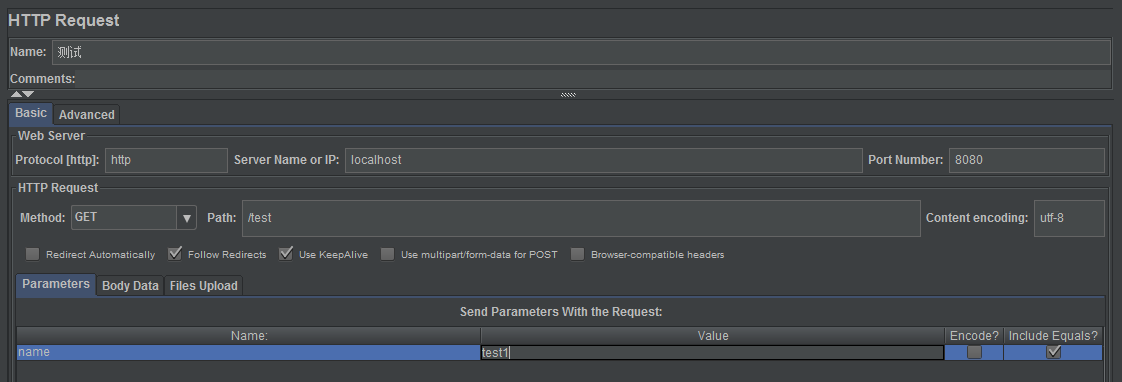 HTTP Request
Name: 测试
Comments:
Basic Advanced
Web Server
Protocol [http]: http Server Name or IP: localhost Port Number: 8080
HTTP Request
Method: GET Path: /test Content encoding: utf-8
Redirect Automatically Follow Redirects Use KeepAlive Use multipart/form-data for POST Browser-compatible headers
Parameters Body Data Files Upload
Send Parameters With the Request:
Name: Value Encode? Include Equals?
name test1